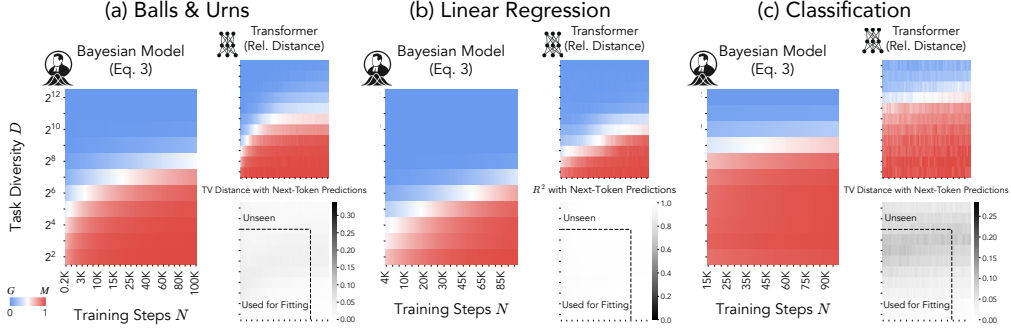 (a) Balls & Urns
Bayesian Model
(Eq. 3)
Transformer
(Rel. Distance)
Task Diversity D
2^12
2^10
2^8
2^6
2^4
2^2
0.2K
3K
10K
15K
25K
40K
60K
80K
100K
Training Steps N
G M
0 1
TV Distance with Next-Token Predictions
Unseen
Used for Fitting
0.30
0.25
0.20
0.15
0.10
0.05
0.00
(b) Linear Regression
Bayesian Model
(Eq. 3)
Transformer
(Rel. Distance)
4K
10K
20K
45K
65K
85K
Training Steps N
R² with Next-Token Predictions
Unseen
Used for Fitting
1.0
0.8
0.6
0.4
0.2
0.0
(c) Classification
Bayesian Model
(Eq. 3)
Transformer
(Rel. Distance)
15K
30K
45K
60K
75K
90K
Training Steps N
TV Distance with Next-Token Predictions
Unseen
Used for Fitting
0.25
0.20
0.15
0.10
0.05
0.00